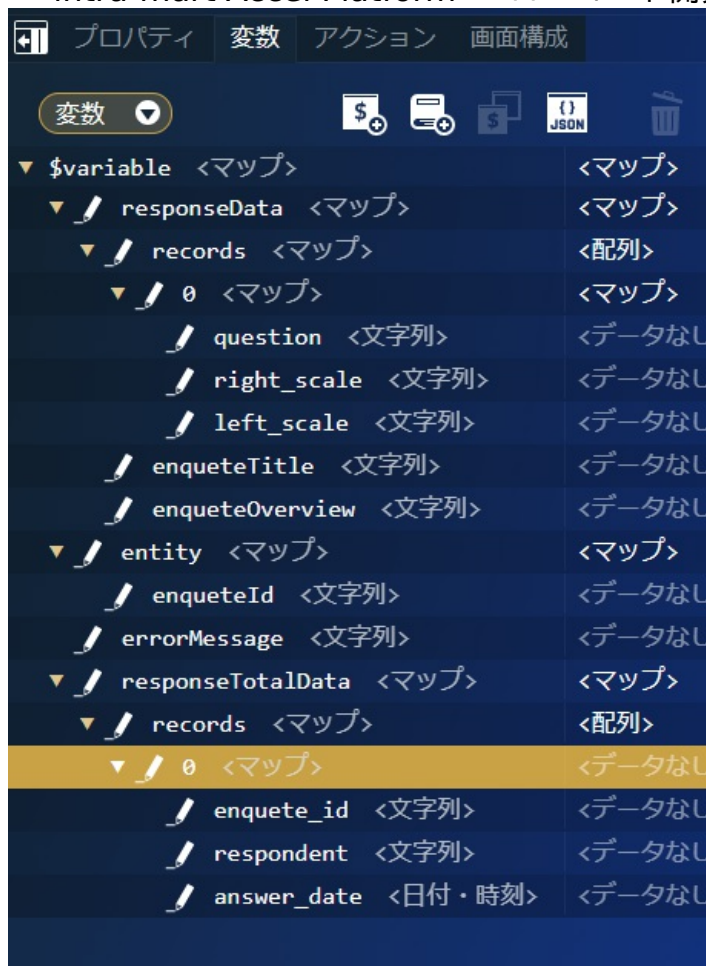 プロパティ 変数 アクション 画面構成
変数
JSON
$variable <マップ> <マップ>
responseData <マップ> <マップ>
records <マップ> <配列>
0 <マップ> <マップ>
question <文字列> <データなし
right_scale <文字列> <データなし
left_scale <文字列> <データなし
enqueteTitle <文字列> <データなし
enqueteOverview <文字列> <データなし
entity <マップ> <マップ>
enqueteId <文字列> <データなし
errorMessage <文字列> <データなし
responseTotalData <マップ> <マップ>
records <マップ> <配列>
0 <マップ> <データなし
enquete_id <文字列> <データなし
respondent <文字列> <データなし
answer_date <日付・時刻> <データなし